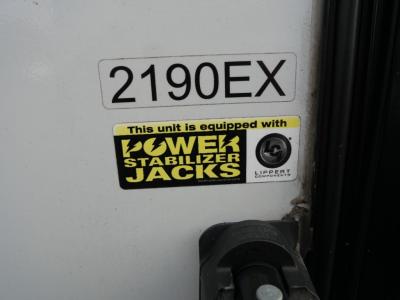 2190EX
This unit is equipped with
POWER
STABILIZER
JACKS
LIPPERT
COMPONENTS